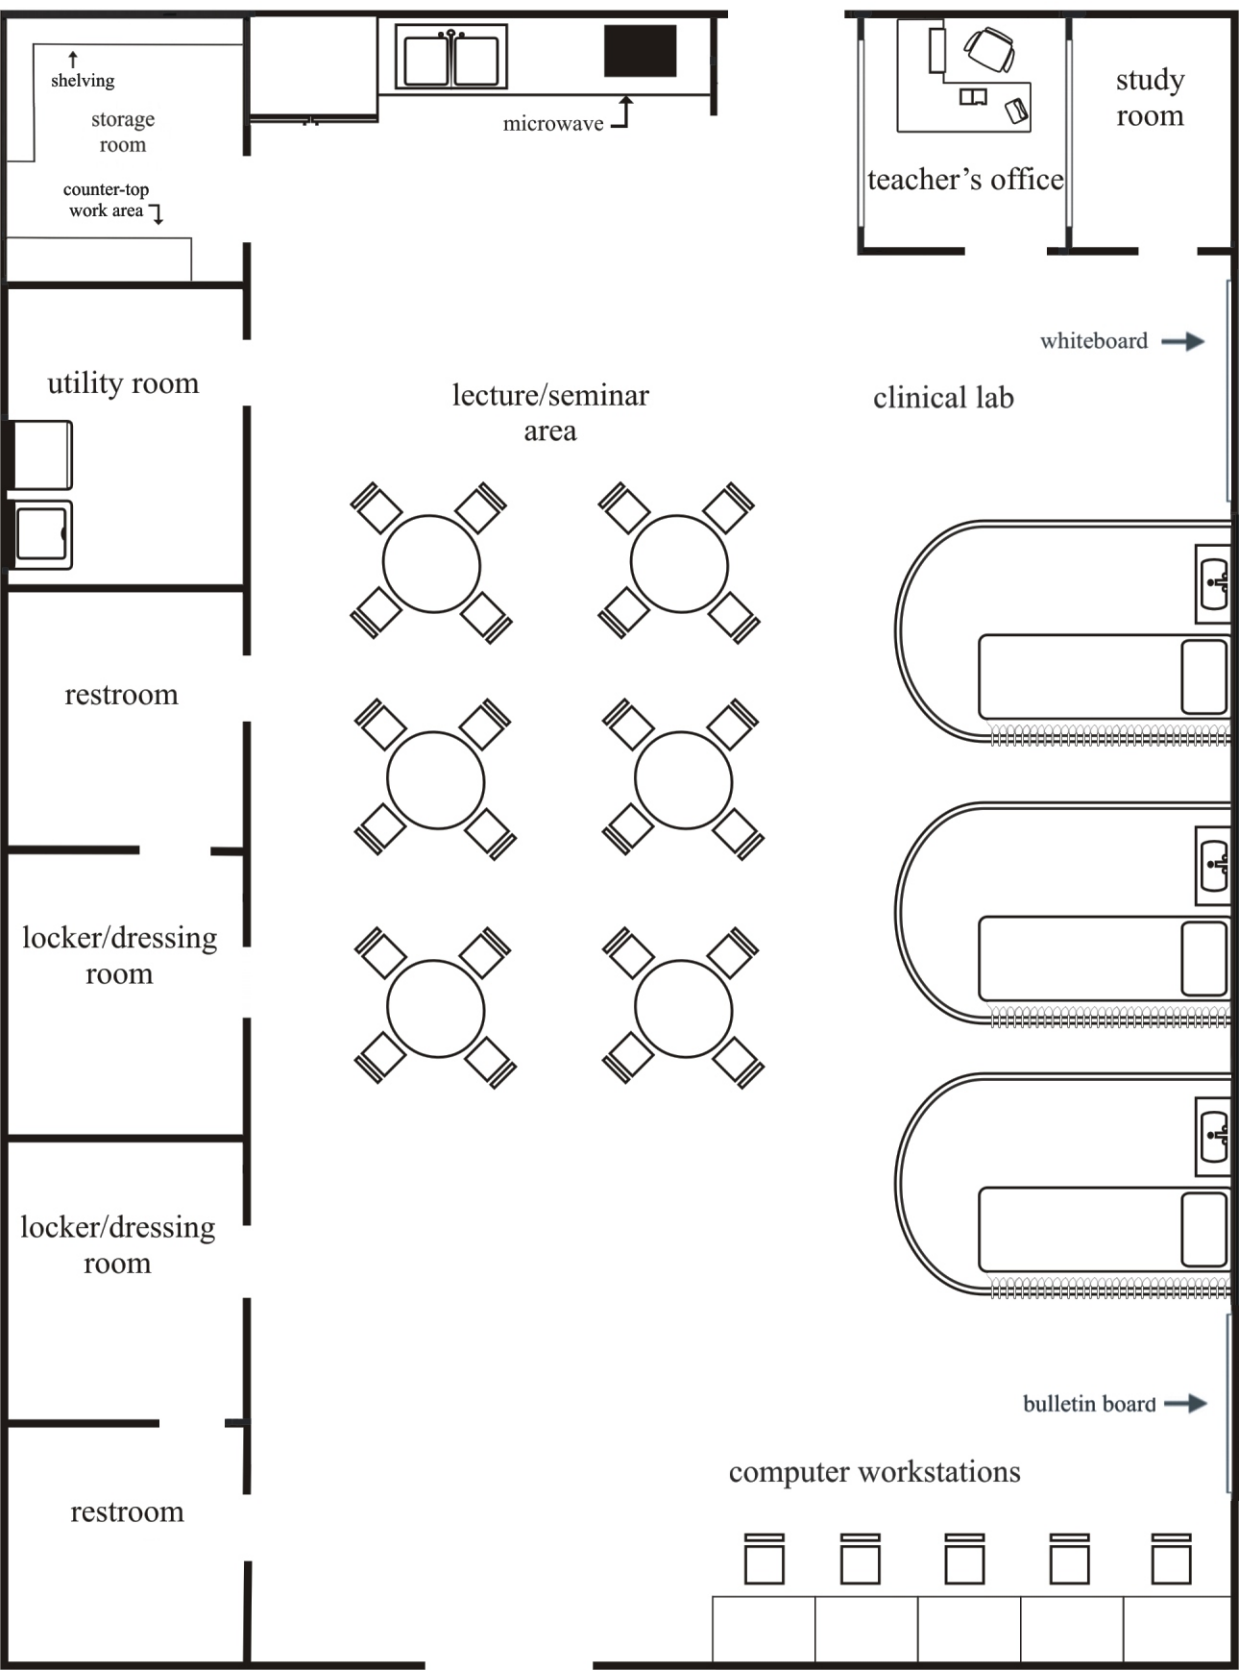 shelving
storage
room
counter-top
work area
microwave
teacher's office
study
room
whiteboard
utility room
lecture/seminar
area
clinical lab
restroom
locker/dressing
room
locker/dressing
room
bulletin board
computer workstations
restroom